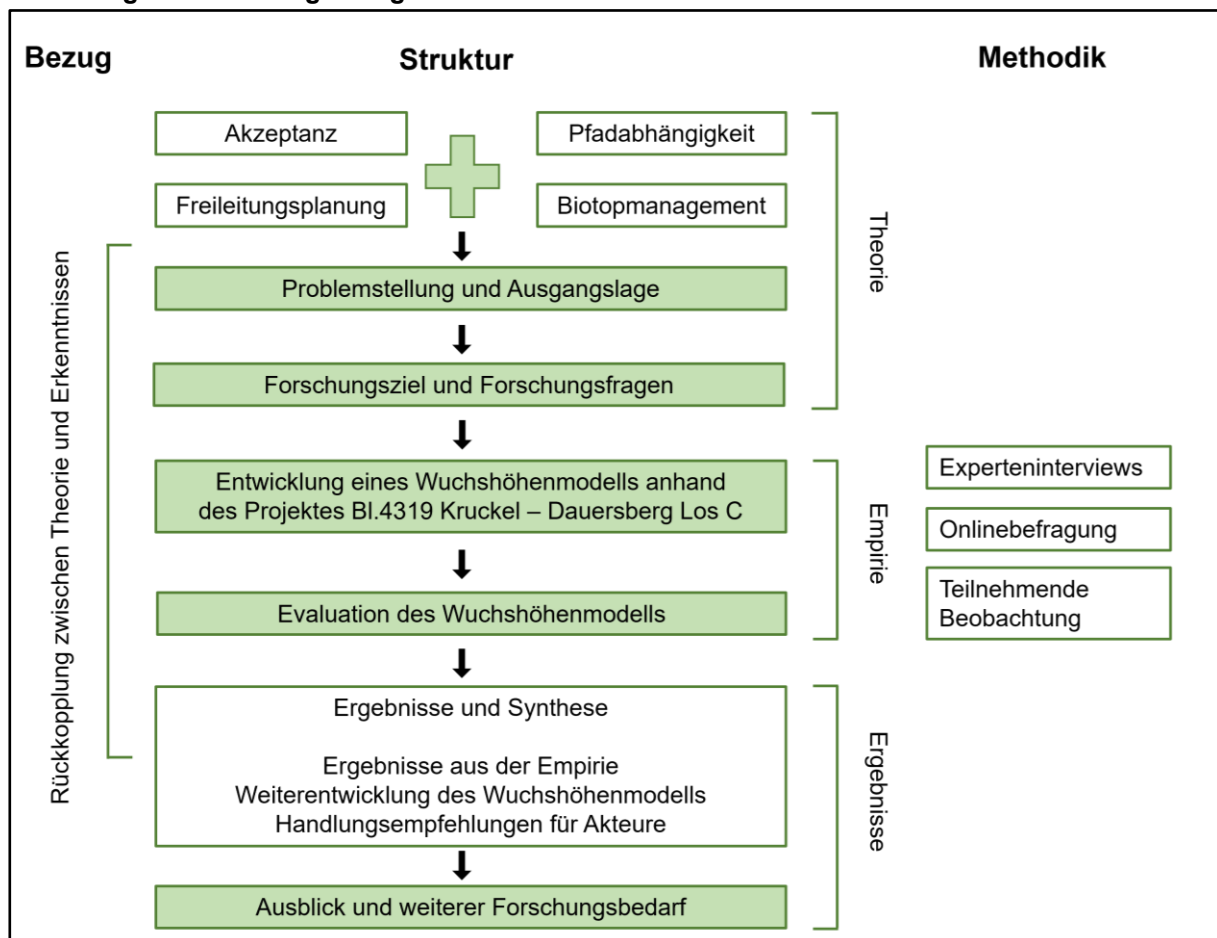 Bezug
Struktur
Methodik
Akzeptanz
Pfadabhängigkeit
Freileitungsplanung
Biotopmanagement
Problemstellung und Ausgangslage
Forschungsziel und Forschungsfragen
Theorie
Rückkopplung zwischen Theorie und Erkenntnissen
Entwicklung eines Wuchshöhenmodells anhand
des Projektes Bl.4319 Kruckel – Dauersberg Los C
Evaluation des Wuchshöhenmodells
Empirie
Experteninterviews
Onlinebefragung
Teilnehmende
Beobachtung
Ergebnisse und Synthese
Ergebnisse aus der Empirie
Weiterentwicklung des Wuchshöhenmodells
Handlungsempfehlungen für Akteure
Ausblick und weiterer Forschungsbedarf
Ergebnisse